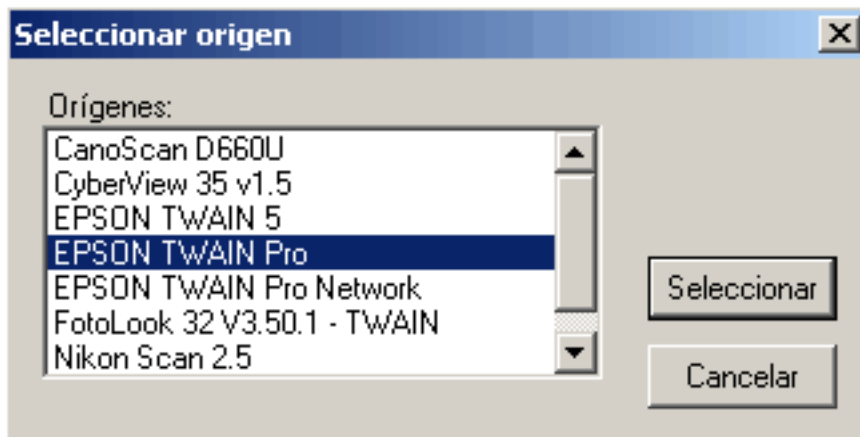 Seleccionar origen
Orígenes:
CanoScan D660U
CyberView 35 v1.5
EPSON TWAIN 5
EPSON TWAIN Pro
EPSON TWAIN Pro Network
FotoLook 32 V3.50.1 - TWAIN
Nikon Scan 2.5
Seleccionar
Cancelar